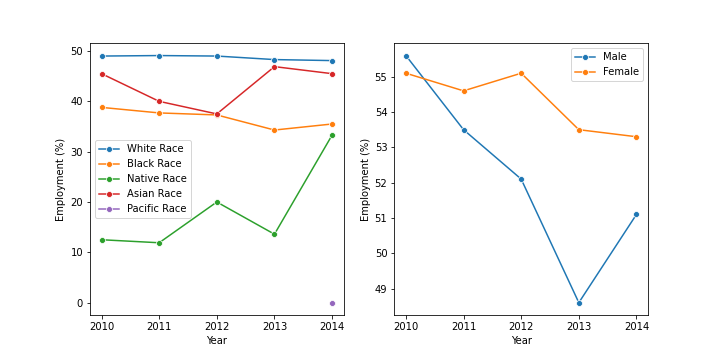 50
40
30
20
10
0
Employment (%)
White Race
Black Race
Native Race
Asian Race
Pacific Race
2010 2011 2012 2013 2014
Year
55
54
53
52
51
50
49
Employment (%)
Male
Female
2010 2011 2012 2013 2014
Year